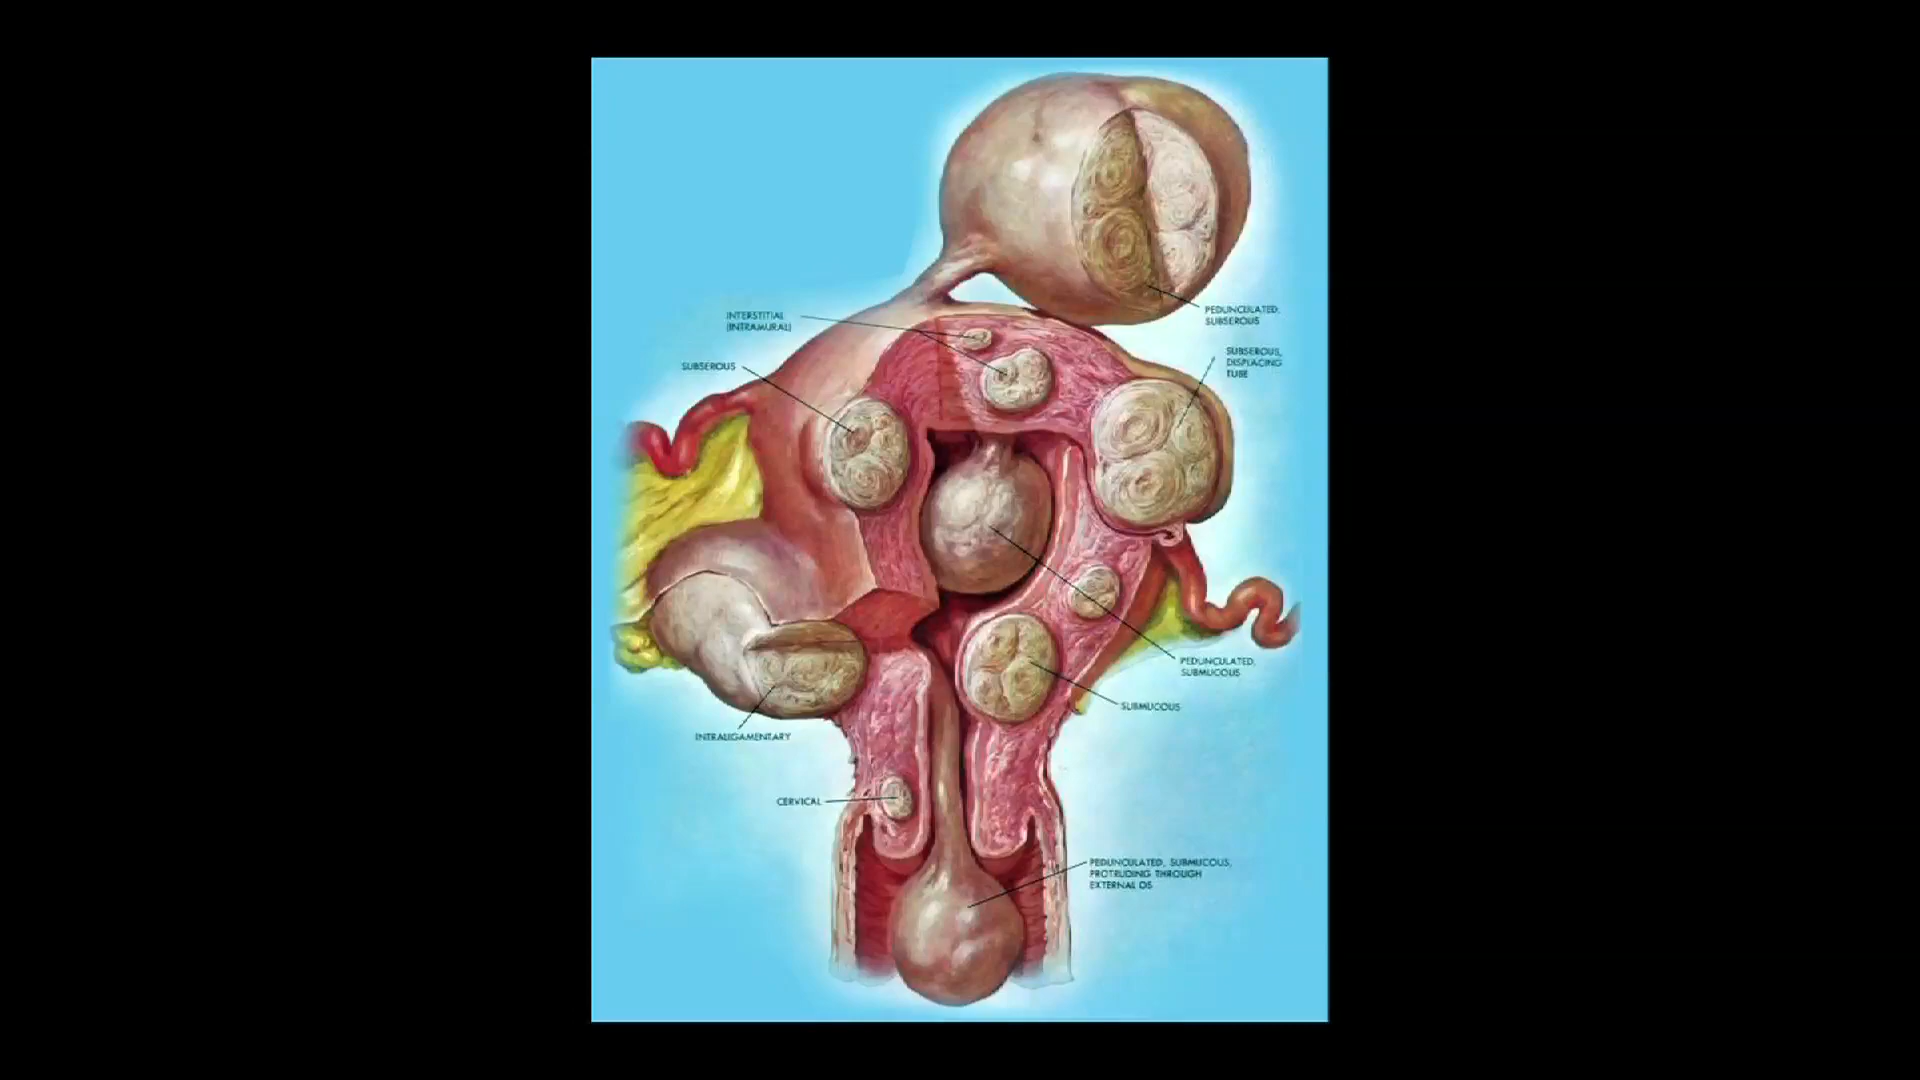 PEDUNCULATED,
SUBSEROUS
INTERSTITIAL
(INTRAMURAL)
SUBSEROUS
SUBSEROUS,
DISPLACING
TUBE
PEDUNCULATED,
SUBMUCOUS
SUBMUCOUS
INTRALIGAMENTARY
CERVICAL
PEDUNCULATED, SUBMUCOUS,
PROTRUDING THROUGH
EXTERNAL OS